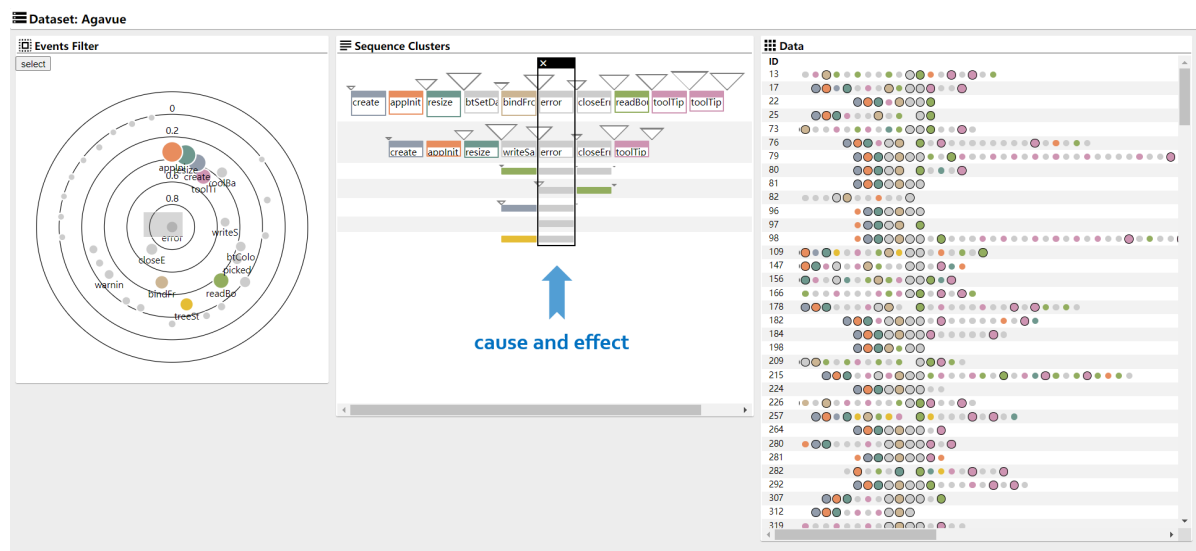 Dataset: Agavue
Events Filter
select
0
0.2
0.6
0.8
appInit
resize
create
toolTi
toolBa
writeS
btColo
picked
readBo
treeSt
bindFr
warnin
closeE
error
Sequence Clusters
×
create appInit resize btSetDa bindFrc error closeErr readBo toolTip toolTip
create appInit resize writeSa error closeErr toolTip
cause and effect
Data
ID
13
17
22
25
73
76
79
80
81
82
96
97
98
109
147
156
166
178
182
184
198
209
215
224
226
257
264
280
281
282
292
307
312
319